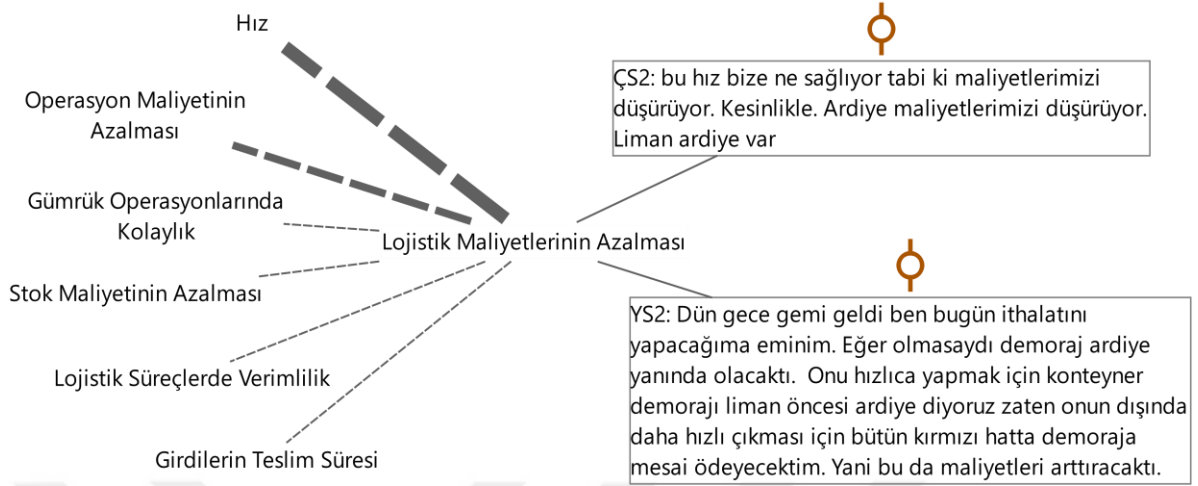 Hız
Operasyon Maliyetinin
Azalması
Gümrük Operasyonlarında
Kolaylık
Stok Maliyetinin Azalması
Lojistik Süreçlerde Verimlilik
Girdilerin Teslim Süresi
Lojistik Maliyetlerinin Azalması
ÇS2: bu hız bize ne sağlıyor tabi ki maliyetlerimizi
düşürüyor. Kesinlikle. Ardiye maliyetlerimizi düşürüyor.
Liman ardiye var
YS2: Dün gece gemi geldi ben bugün ithalatını
yapacağıma eminim. Eğer olmasaydı demoraj ardiye
yanında olacaktı. Onu hızlıca yapmak için konteyner
demorajı liman öncesi ardiye diyoruz zaten onun dışında
daha hızlı çıkması için bütün kırmızı hatta demoraja
mesai ödeyecektim. Yani bu da maliyetleri arttıracaktı.